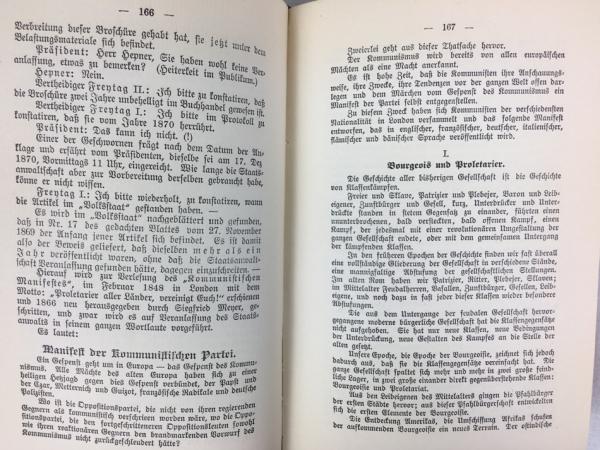 — 166 —
Verbreitung dieser Broschüre gehabt hat, sie jetzt unter dem
Belastungsmateriale sich befindet.
Präsident: Herr Hepner, Sie haben wohl keine Ver-
anlassung, etwas zu bemerken? (Heiterkeit im Publikum.)
Hepner: Nein.
Vertheidiger Freytag II.: Ich bitte zu konstatiren, daß
die Broschüre zwei Jahre unbehelligt im Buchhandel gewesen ist.
Vertheidiger Freytag I.: Ich bitte im Protokoll zu
konstatiren, daß sie vom Jahre 1870 herrührt.
Präsident: Das kann ich nicht. (!)
Einer der Geschwornen frägt nach dem Datum der An-
klage und erfährt vom Präsidenten, dieselbe sei am 17. Dez.
1870, Vormittags 11 Uhr, eingereicht. Wie lange die Staats-
anwaltschaft aber zur Vorbereitung derselben gebraucht habe,
könne er nicht wissen.
Freytag I.: Ich bitte wiederholt, zu konstatiren, wann
die Artikel im „Volksstaat“ gestanden haben. —
Es wird im „Volksstaat“ nachgeblättert und gefunden,
daß in Nr. 17 des gedachten Blattes vom 27. November
1869 der Anfang jener Artikel sich befindet. Es ist damit
also der Beweis geliefert, daß dieselben mehr als ein
Jahr veröffentlicht waren, ohne daß die Staatsanwalt-
schaft Veranlassung gefunden hätte, dagegen einzuschreiten. —
Hierauf wird zur Verlesung des „Kommunistischen
Manifestes“, im Februar 1848 in London mit dem
Motto: „Proletarier aller Länder, vereinigt Euch!“ erschienen
und 1866 neu herausgegeben durch Siegfried Meyer, ge-
schritten, und zwar wird es auf Veranlassung des Staats-
anwalts in seinem ganzen Wortlaute vorgeführt.
Es lautet:
Manifest der Kommunistischen Partei.
Ein Gespenst geht um in Europa — das Gespenst des Kommu-
nismus. Alle Mächte des alten Europa haben sich zu einer
heiligen Hetzjagd gegen dies Gespenst verbündet, der Papst und
der Czar, Metternich und Guizot, französische Radikale und deutsche
Polizisten.
Wo ist die Oppositionspartei, die nicht von ihren regierenden
Gegnern als kommunistisch verschrieen worden wäre, wo die Oppo-
sitionspartei, die den fortgeschritteneren Oppositionsleuten sowohl
wie ihren reaktionären Gegnern den brandmarkenden Vorwurf des
Kommunismus nicht zurückgeschleudert hätte?
— 167 —
Zweierlei geht aus dieser Thatsache hervor.
Der Kommunismus wird bereits von allen europäischen
Mächten als eine Macht anerkannt.
Es ist hohe Zeit, daß die Kommunisten ihre Anschauungs-
weise, ihre Zwecke, ihre Tendenzen vor der ganzen Welt offen dar-
legen, und dem Märchen vom Gespenst des Kommunismus ein
Manifest der Partei selbst entgegenstellen.
Zu diesem Zweck haben sich Kommunisten der verschiedensten
Nationalität in London versammelt und das folgende Manifest
entworfen, das in englischer, französischer, deutscher, italienischer,
flämischer und dänischer Sprache veröffentlicht wird.
I.
Bourgeois und Proletarier.
Die Geschichte aller bisherigen Gesellschaft ist die Geschichte
von Klassenkämpfen.
Freier und Sklave, Patrizier und Plebejer, Baron und Leib-
eigener, Zunftbürger und Gesell, kurz, Unterdrücker und Unter-
drückte standen in stetem Gegensatz zu einander, führten einen
ununterbrochenen, bald versteckten, bald offenen Kampf, einen
Kampf, der jedesmal mit einer revolutionären Umgestaltung der
ganzen Gesellschaft endete, oder mit dem gemeinsamen Untergang
der kämpfenden Klassen.
In den früheren Epochen der Geschichte finden wir fast überall
eine vollständige Gliederung der Gesellschaft in verschiedene Stände,
eine mannigfaltige Abstufung der gesellschaftlichen Stellungen.
Im alten Rom haben wir Patrizier, Ritter, Plebejer, Sklaven;
im Mittelalter Feudalherren, Vasallen, Zunftbürger, Gesellen, Leib-
eigene, und noch dazu in fast jeder dieser Klassen wieder besondere
Abstufungen.
Die aus dem Untergange der feudalen Gesellschaft hervor-
gegangene moderne bürgerliche Gesellschaft hat die Klassengegensätze
nicht aufgehoben. Sie hat nur neue Klassen, neue Bedingungen
der Unterdrückung, neue Gestalten des Kampfes an die Stelle der
alten gesetzt.
Unsere Epoche, die Epoche der Bourgeoisie, zeichnet sich jedoch
dadurch aus, daß sie die Klassengegensätze vereinfacht hat. Die
ganze Gesellschaft spaltet sich mehr und mehr in zwei große feind-
liche Lager, in zwei große einander direkt gegenüberstehende Klassen:
Bourgeoisie und Proletariat.
Aus den Leibeigenen des Mittelalters gingen die Pfahlbürger
der ersten Städte hervor; aus dieser Pfahlbürgerschaft entwickelten
sich die ersten Elemente der Bourgeoisie.
Die Entdeckung Amerikas, die Umschiffung Afrikas schufen
der aufkommenden Bourgeoisie ein neues Terrain. Der ostindische